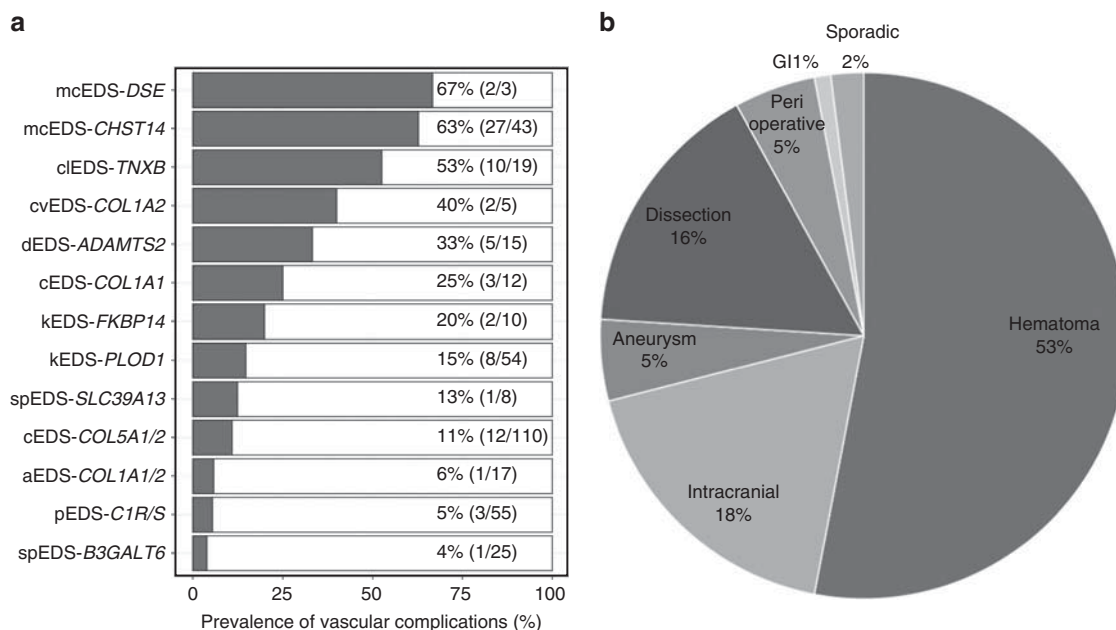 a
mcEDS-DSE 67% (2/3)
mcEDS-CHST14 63% (27/43)
clEDS-TNXB 53% (10/19)
cvEDS-COL1A2 40% (2/5)
dEDS-ADAMTS2 33% (5/15)
cEDS-COL1A1 25% (3/12)
kEDS-FKBP14 20% (2/10)
kEDS-PLOD1 15% (8/54)
spEDS-SLC39A13 13% (1/8)
cEDS-COL5A1/2 11% (12/110)
aEDS-COL1A1/2 6% (1/17)
pEDS-C1R/S 5% (3/55)
spEDS-B3GALT6 4% (1/25)
0 25 50 75 100
Prevalence of vascular complications (%)
b
Sporadic
GI1% 2%
Peri
operative
5%
Dissection
16%
Hematoma
53%
Aneurysm
5%
Intracranial
18%